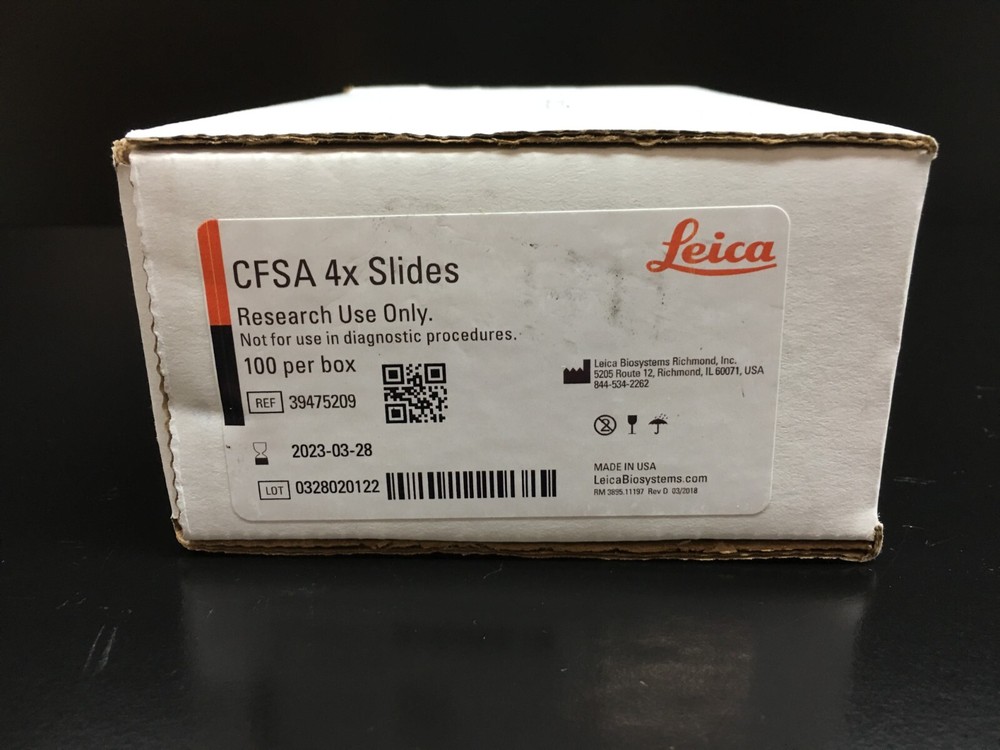 Leica
CFSA 4x Slides
Research Use Only.
Not for use in diagnostic procedures.
100 per box
REF 39475209
2023-03-28
LOT 0328020122
Leica Biosystems Richmond, Inc.
5205 Route 12, Richmond, IL 60071, USA
844-534-2262
2
MADE IN USA
LeicaBiosystems.com
RM 3895.11197 Rev D 03/2018